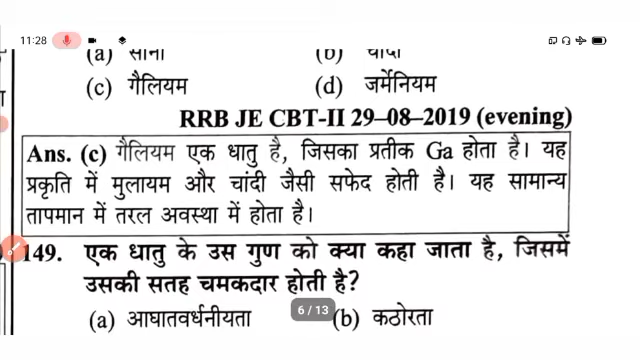 11:28
(a) सोना (b) चांदी
(c) गैलियम (d) जर्मेनियम
RRB JE CBT-II 29–08–2019 (evening)
Ans. (c) गैलियम एक धातु है, जिसका प्रतीक Ga होता है। यह
प्रकृति में मुलायम और चांदी जैसी सफेद होती है। यह सामान्य
तापमान में तरल अवस्था में होता है।
149. एक धातु के उस गुण को क्या कहा जाता है, जिसमें
उसकी सतह चमकदार होती है?
(a) आघातवर्धनीयता (b) कठोरता
6 / 13